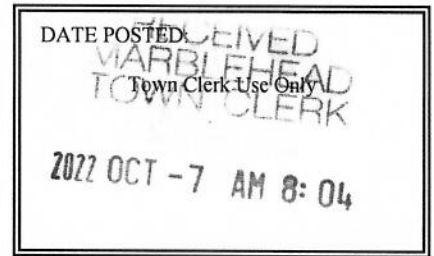 DATE POSTED:
RECEIVED
MARBLEHEAD
TOWN CLERK
Town Clerk Use Only
2022 OCT -7 AM 8: 04